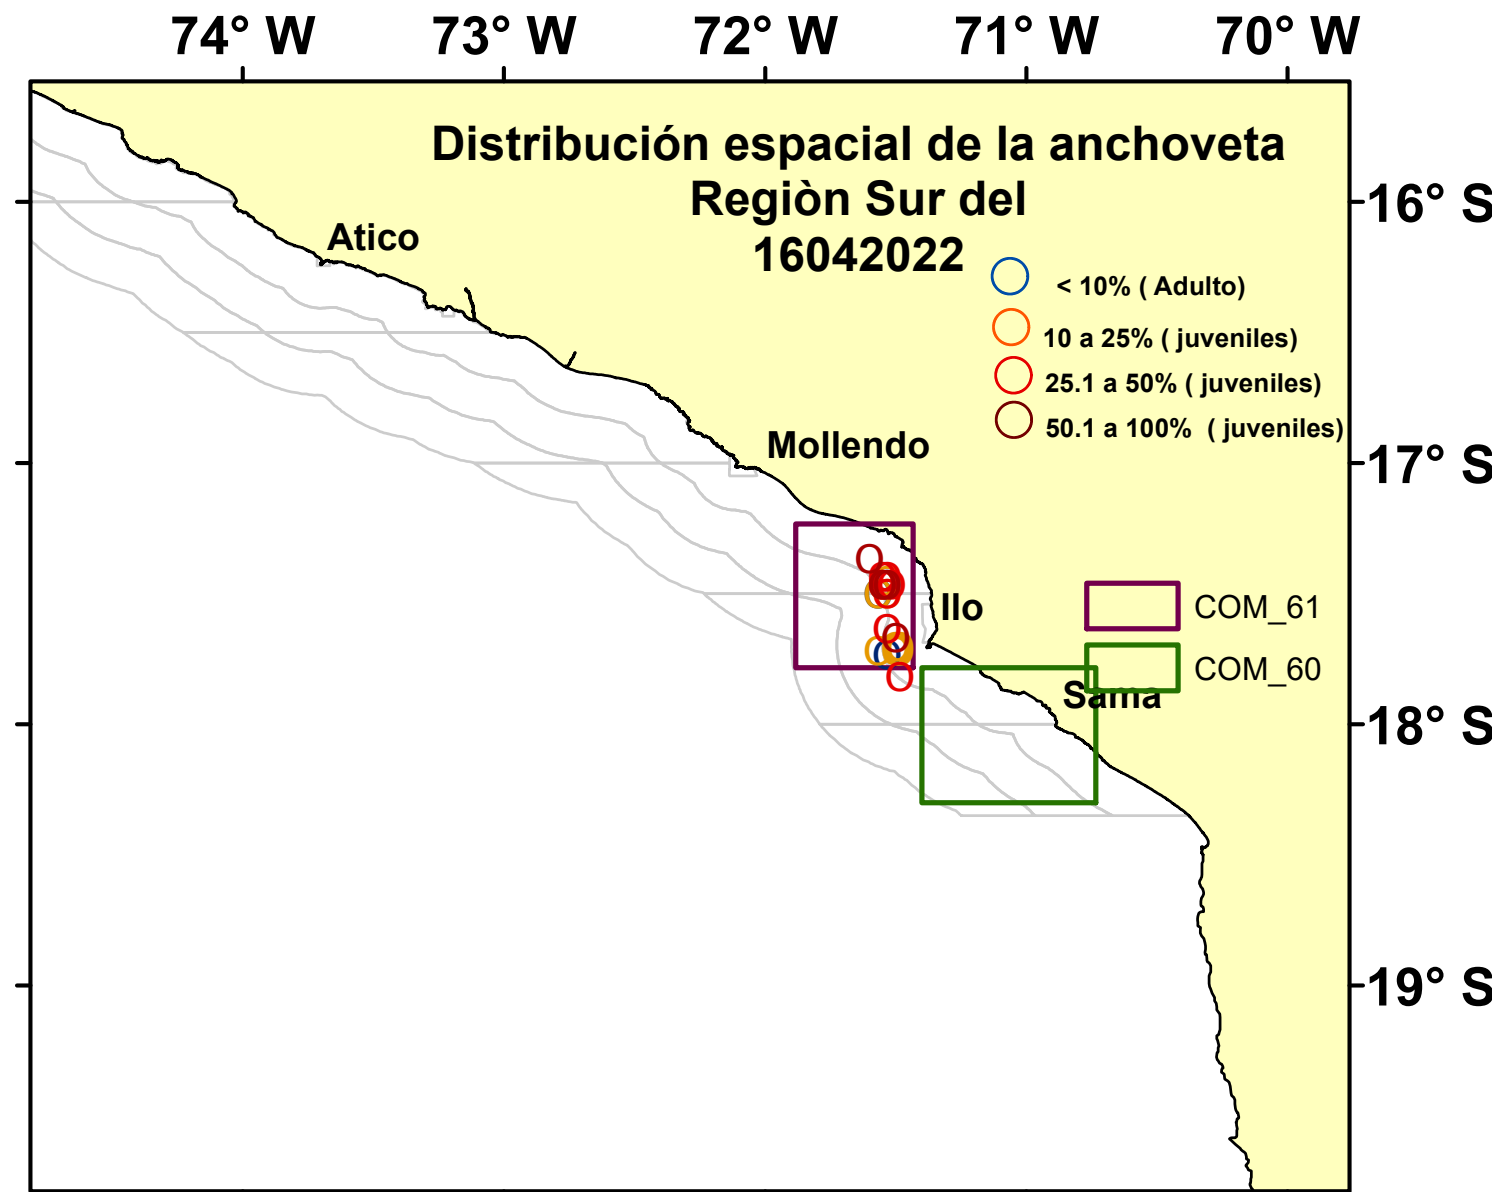 74° W 73° W 72° W 71° W 70° W
Distribución espacial de la anchoveta
Regiòn Sur del
16042022
16° S
Atico
< 10% ( Adulto)
10 a 25% ( juveniles)
25.1 a 50% ( juveniles)
50.1 a 100% ( juveniles)
Mollendo
17° S
Ilo
COM_61
COM_60
Sama
18° S
19° S